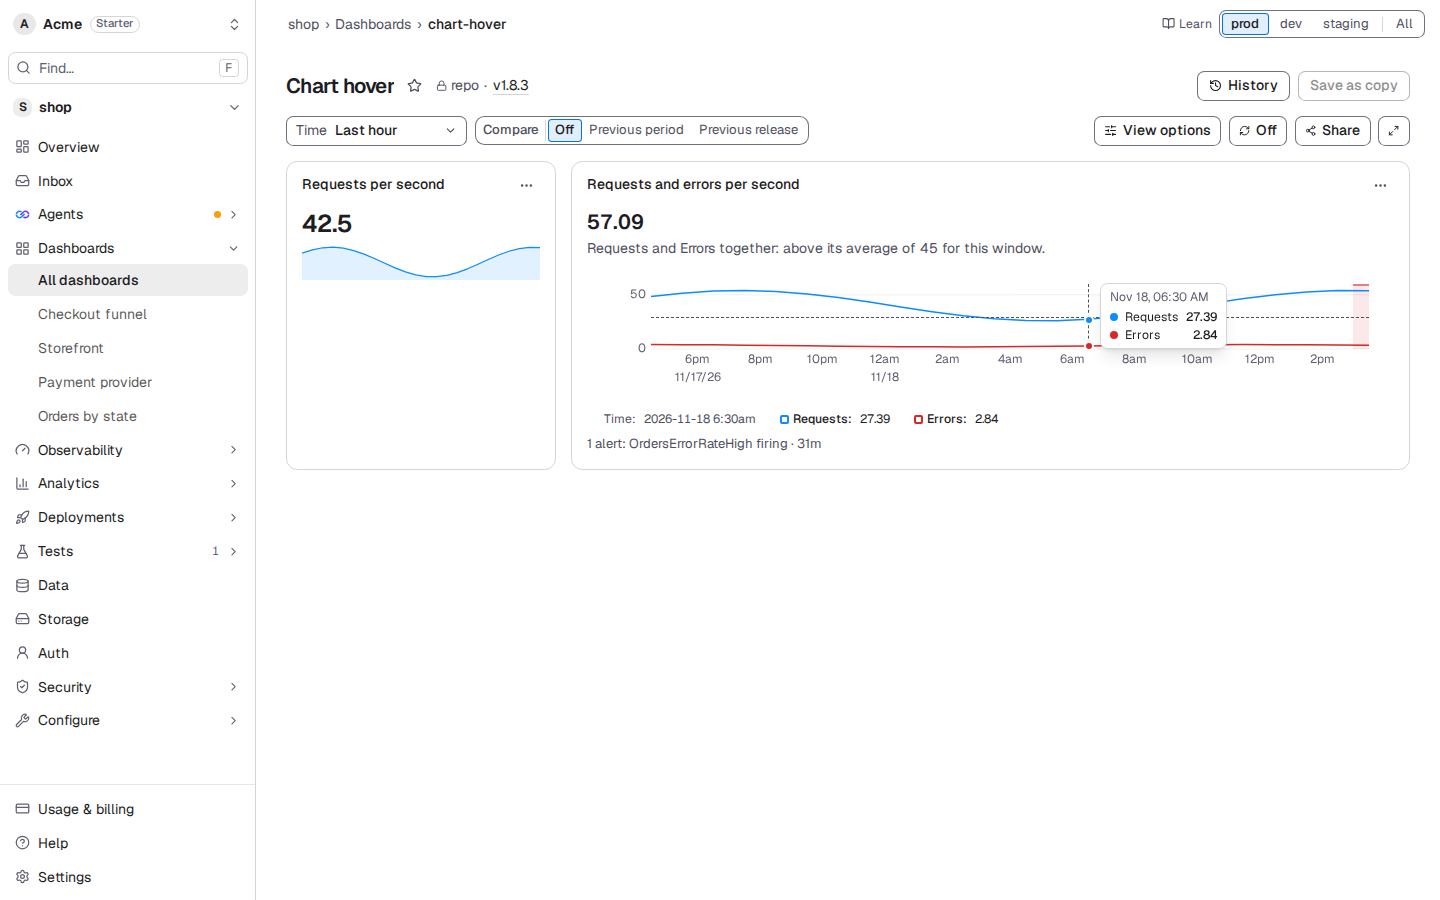 A Acme Starter
Find... F
S shop
Overview
Inbox
Agents
Dashboards
All dashboards
Checkout funnel
Storefront
Payment provider
Orders by state
Observability
Analytics
Deployments
Tests 1
Data
Storage
Auth
Security
Configure
Usage & billing
Help
Settings
shop › Dashboards › chart-hover
Learn prod dev staging All
Chart hover repo · v1.8.3
History Save as copy
Time Last hour Compare Off Previous period Previous release
View options Off Share
Requests per second
42.5
Requests and errors per second
57.09
Requests and Errors together: above its average of 45 for this window.
50
0
Nov 18, 06:30 AM
Requests 27.39
Errors 2.84
6pm 8pm 10pm 12am 2am 4am 6am 8am 10am 12pm 2pm
11/17/26 11/18
Time: 2026-11-18 6:30am Requests: 27.39 Errors: 2.84
1 alert: OrdersErrorRateHigh firing · 31m